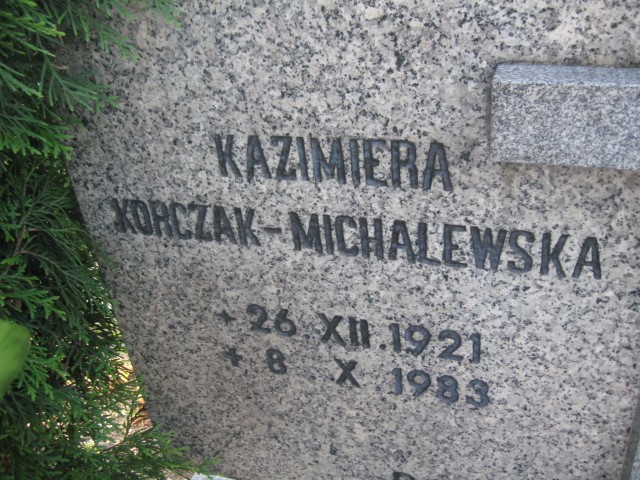 KAZIMIERA
KORCZAK-MICHALEWSKA
* 26 XII.1921
+ 8 X 1983